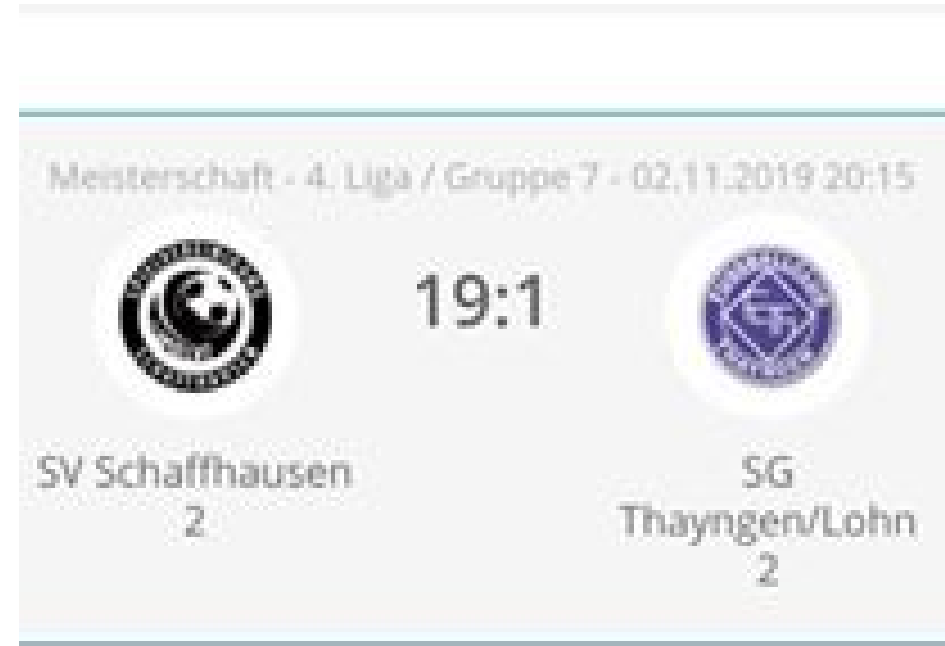 Meisterschaft - 4. Liga / Gruppe 7 - 02.11.2019 20:15
19:1
SV Schaffhausen
2
SG
Thayngen/Lohn
2